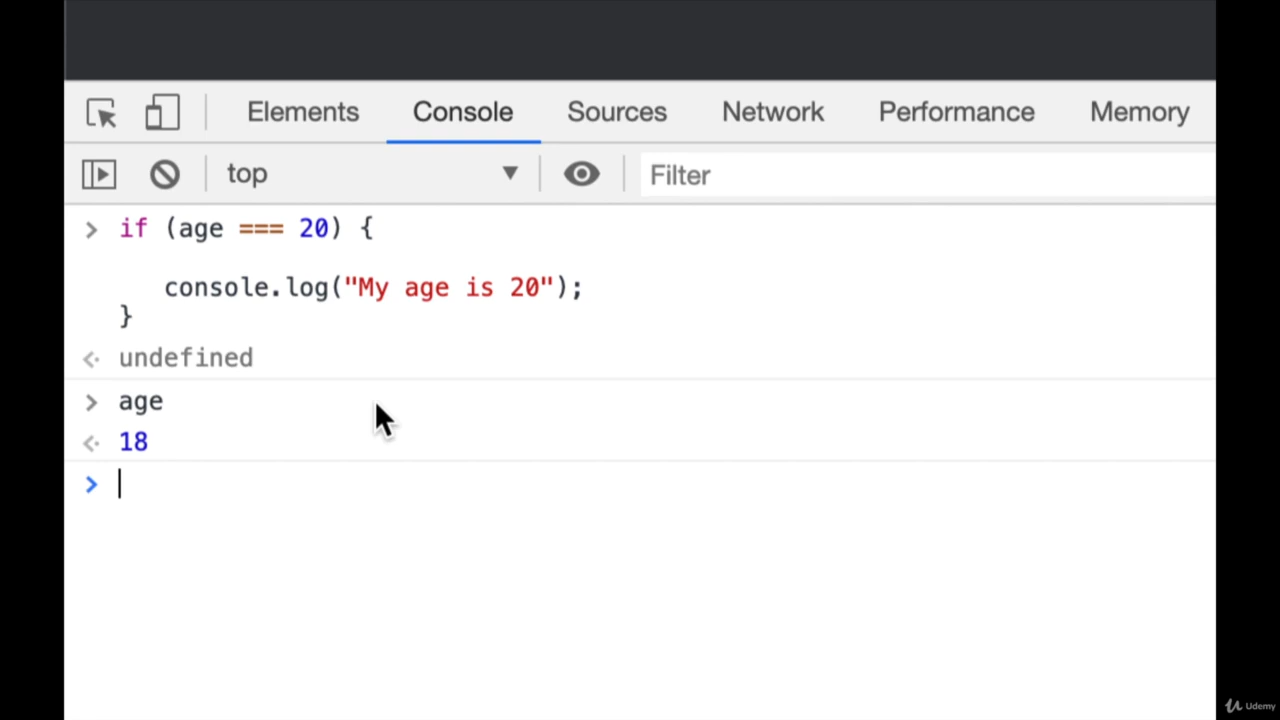 Elements Console Sources Network Performance Memory
top Filter
> if (age === 20) {
console.log("My age is 20");
}
undefined
> age
18
>
Udemy